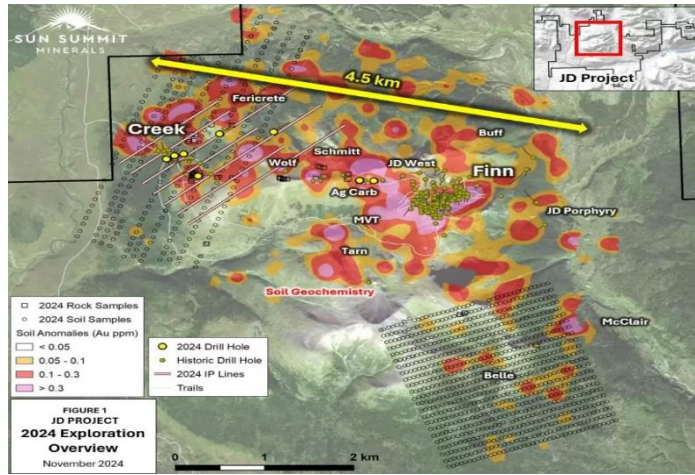 SUN SUMMIT
MINERALS
JD Project
4.5 km
Fericrete
Creek
Buff
Schmitt
Wolf
JD West
Finn
Ag Carb
JD Porphyry
MVT
Tarn
Soil Geochemistry
McClair
Belle
2024 Rock Samples
2024 Soil Samples
Soil Anomalies (Au ppm)
< 0.05
0.05 - 0.1
0.1 - 0.3
> 0.3
2024 Drill Hole
Historic Drill Hole
2024 IP Lines
Trails
FIGURE 1
JD PROJECT
2024 Exploration
Overview
November 2024
0 1 2 km